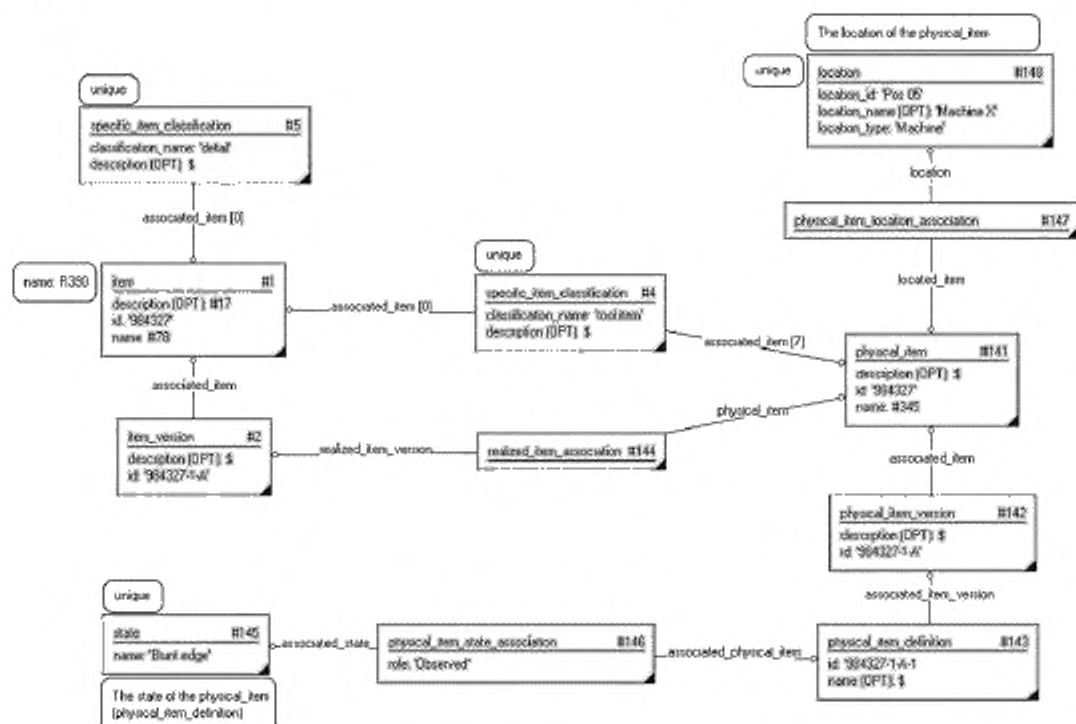 The location of the physical_item
unique
location #148
location_id: 'Pos 05'
location_name (OPT): 'Machine X'
location_type: 'Machine'
location
physical_item_location_association #147
located_item
unique
specific_item_classification #5
classification_name: 'detail'
description (OPT): $
associated_item [0]
name: R390
item #1
description (OPT): #17
id: '984327'
name: #78
associated_item [0]
unique
specific_item_classification #4
classification_name: 'tool item'
description (OPT): $
associated_item [7]
physical_item #141
description (OPT): $
id: '984327'
name: #345
associated_item
item_version #2
description (OPT): $
id: '984327-1-A'
realized_item_version
realized_item_association #144
physical_item
associated_item
physical_item_version #142
description (OPT): $
id: '984327-1-A'
associated_item_version
unique
state #145
name: "Blunt edge"
The state of the physical_item
(physical_item_definition)
associated_state
physical_item_state_association #146
role: 'Observed'
associated_physical_item
physical_item_definition #143
id: '984327-1-A-1
name (OPT): $